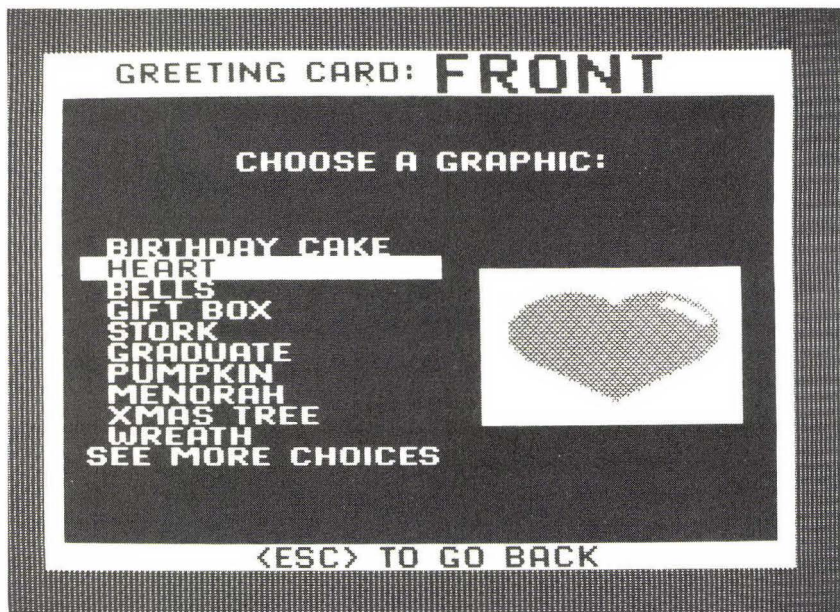 GREETING CARD: FRONT
CHOOSE A GRAPHIC:
BIRTHDAY CAKE
HEART
BELLS
GIFT BOX
STORK
GRADUATE
PUMPKIN
MENORAH
XMAS TREE
WREATH
SEE MORE CHOICES
<ESC> TO GO BACK